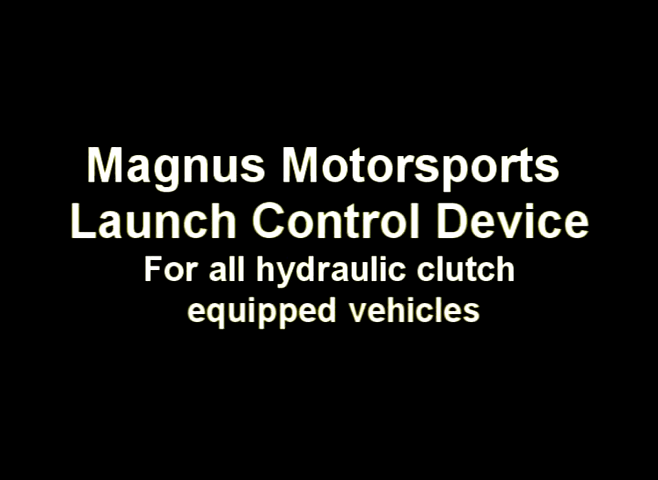 Magnus Motorsports
Launch Control Device
For all hydraulic clutch
equipped vehicles